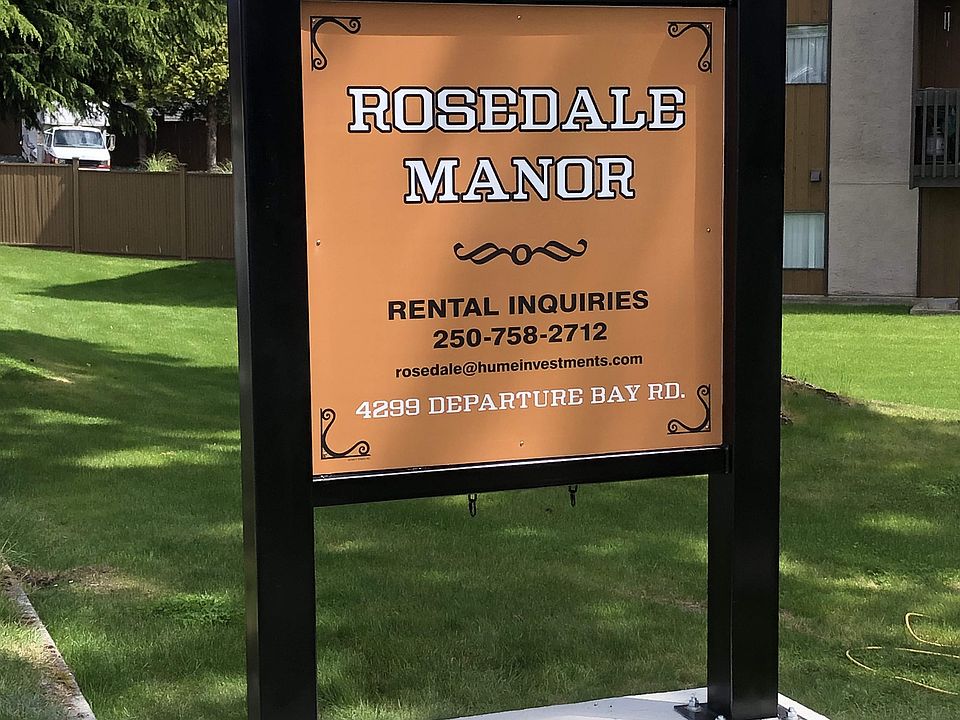 ROSEDALE
MANOR
RENTAL INQUIRIES
250-758-2712
rosedale@humeinvestments.com
4299 DEPARTURE BAY RD.